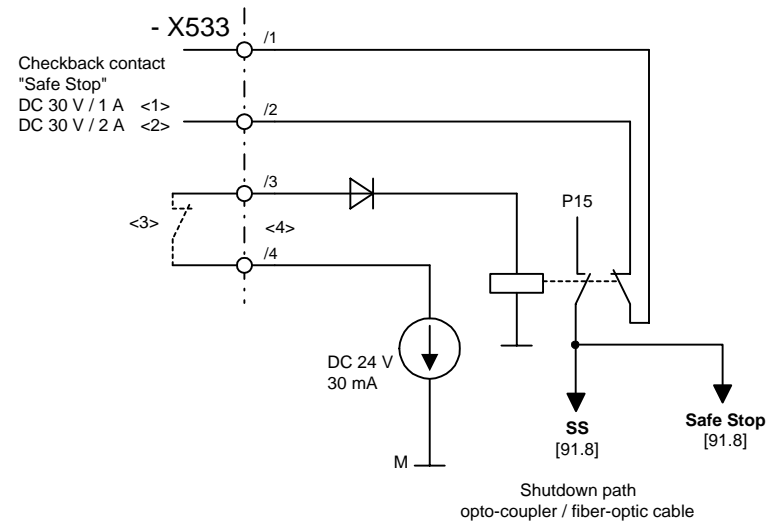 - X533
/1
Checkback contact
"Safe Stop"
DC 30 V / 1 A <1>
DC 30 V / 2 A <2>
/2
/3
<3>
<4>
/4
P15
DC 24 V
30 mA
M
SS
[91.8]
Safe Stop
[91.8]
Shutdown path
opto-coupler / fiber-optic cable